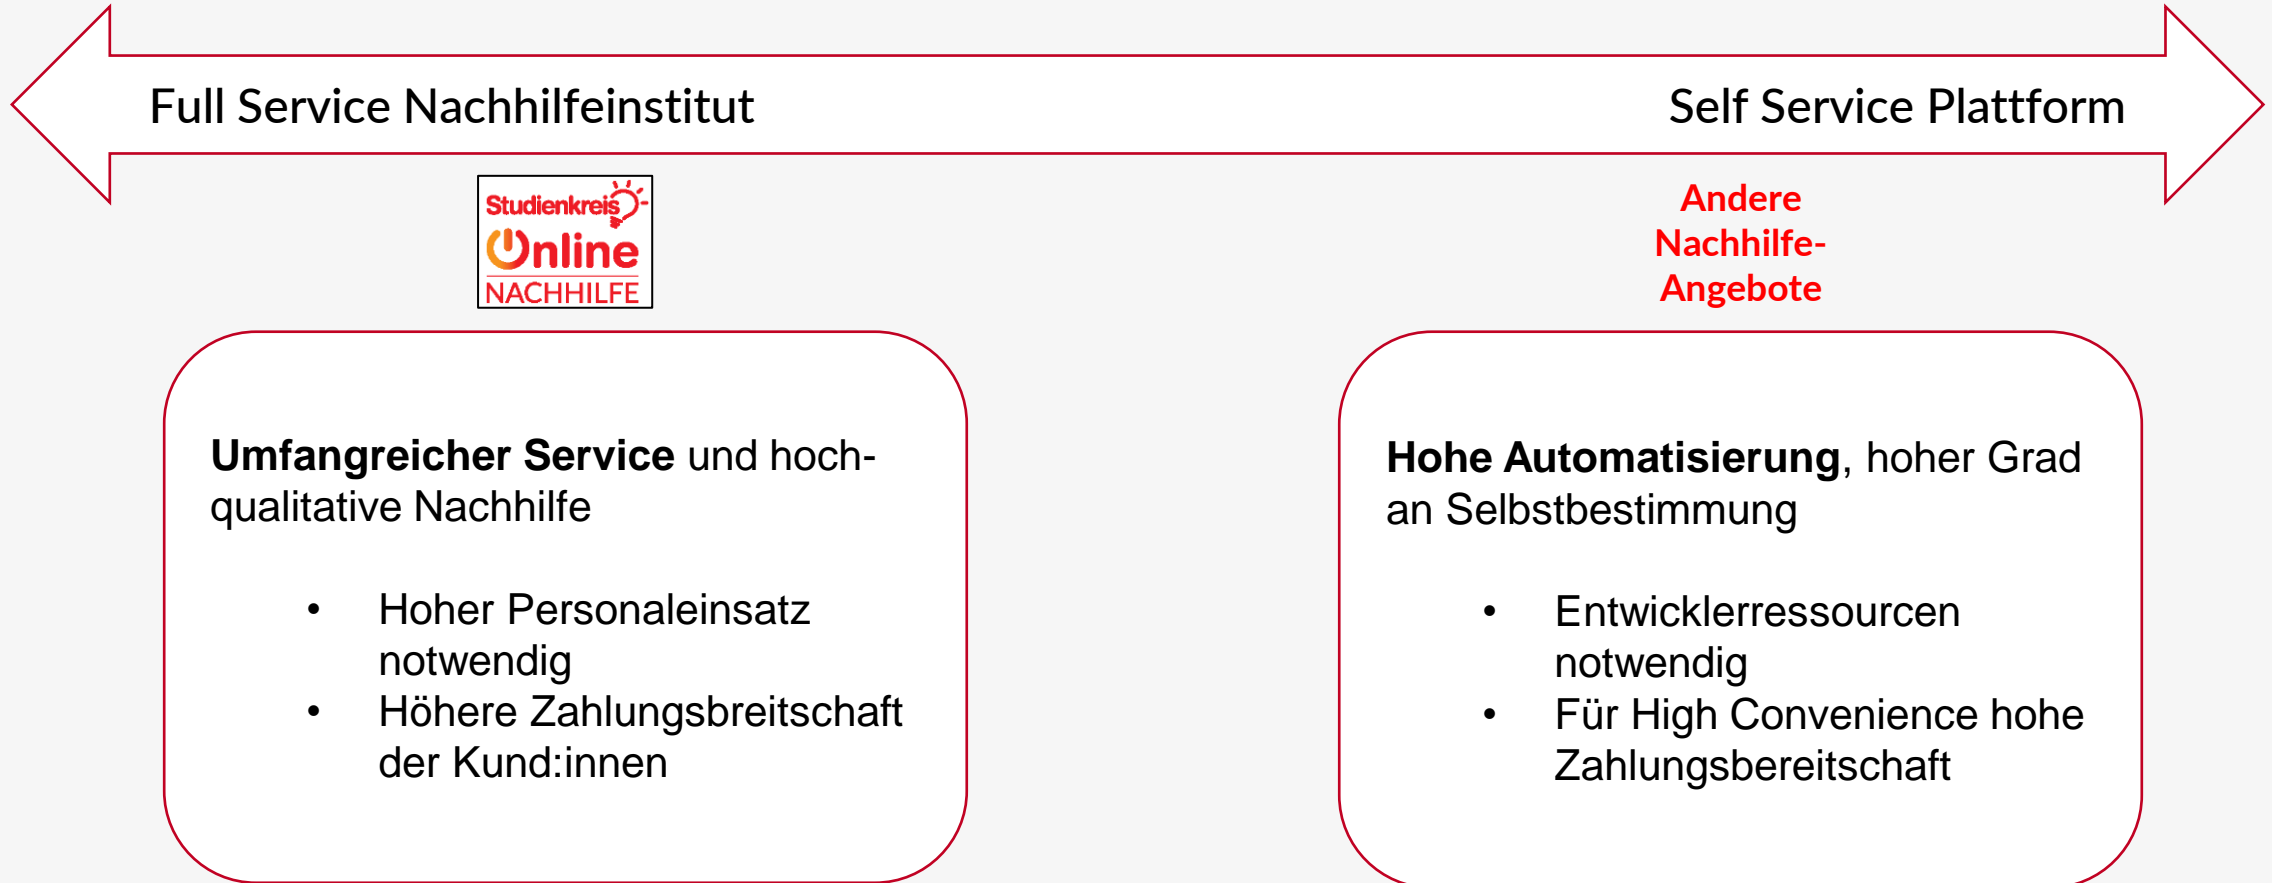 Full Service Nachhilfeinstitut
Self Service Plattform
Studienkreis
Online
NACHHILFE
Andere
Nachhilfe-
Angebote
Umfangreicher Service und hoch-
qualitative Nachhilfe
• Hoher Personaleinsatz
notwendig
• Höhere Zahlungsbreitschaft
der Kund:innen
Hohe Automatisierung, hoher Grad
an Selbstbestimmung
• Entwicklerressourcen
notwendig
• Für High Convenience hohe
Zahlungsbereitschaft